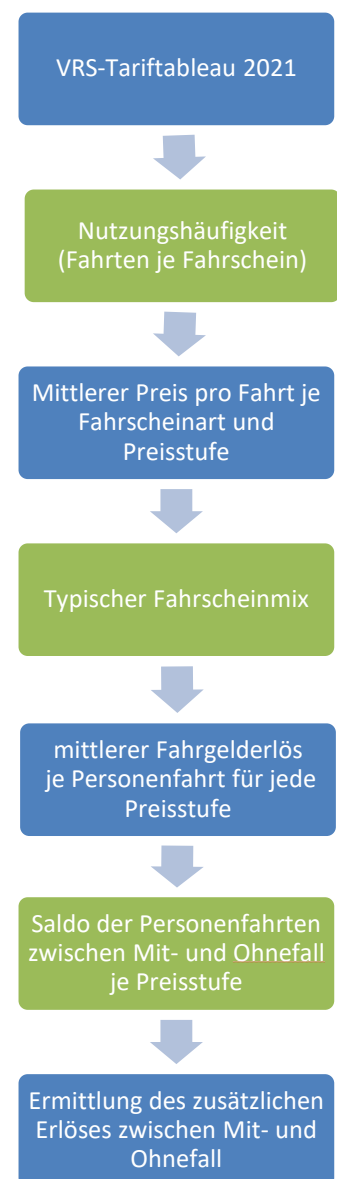 VRS-Tariftableau 2021
Nutzungshäufigkeit
(Fahrten je Fahrschein)
Mittlerer Preis pro Fahrt je
Fahrscheinart und
Preisstufe
Typischer Fahrscheinmix
mittlerer Fahrgelderlös
je Personenfahrt für jede
Preisstufe
Saldo der Personenfahrten
zwischen Mit- und Ohnefall
je Preisstufe
Ermittlung des zusätzlichen
Erlöses zwischen Mit- und
Ohnefall